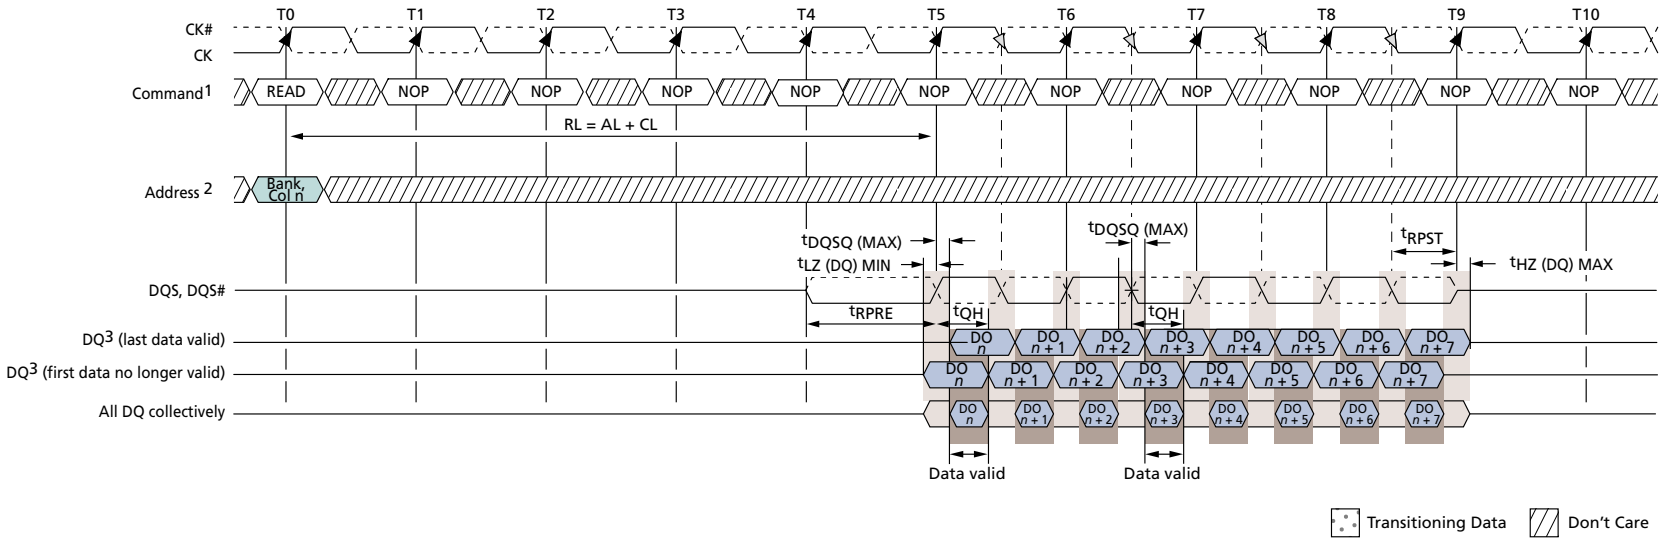 T0 T1 T2 T3 T4 T5 T6 T7 T8 T9 T10
CK#
CK
Command1 READ NOP NOP NOP NOP NOP NOP NOP NOP NOP NOP
RL = AL + CL
Address 2 Bank, Col n
tDQSQ (MAX) tDQSQ (MAX) tRPST
tLZ (DQ) MIN tHZ (DQ) MAX
DQS, DQS#
tRPRE tQH tQH
DQ3 (last data valid) DO n DO n + 1 DO n + 2 DO n + 3 DO n + 4 DO n + 5 DO n + 6 DO n + 7
DQ3 (first data no longer valid) DO n DO n + 1 DO n + 2 DO n + 3 DO n + 4 DO n + 5 DO n + 6 DO n + 7
All DQ collectively DO n DO n + 1 DO n + 2 DO n + 3 DO n + 4 DO n + 5 DO n + 6 DO n + 7
Data valid Data valid
Transitioning Data Don't Care